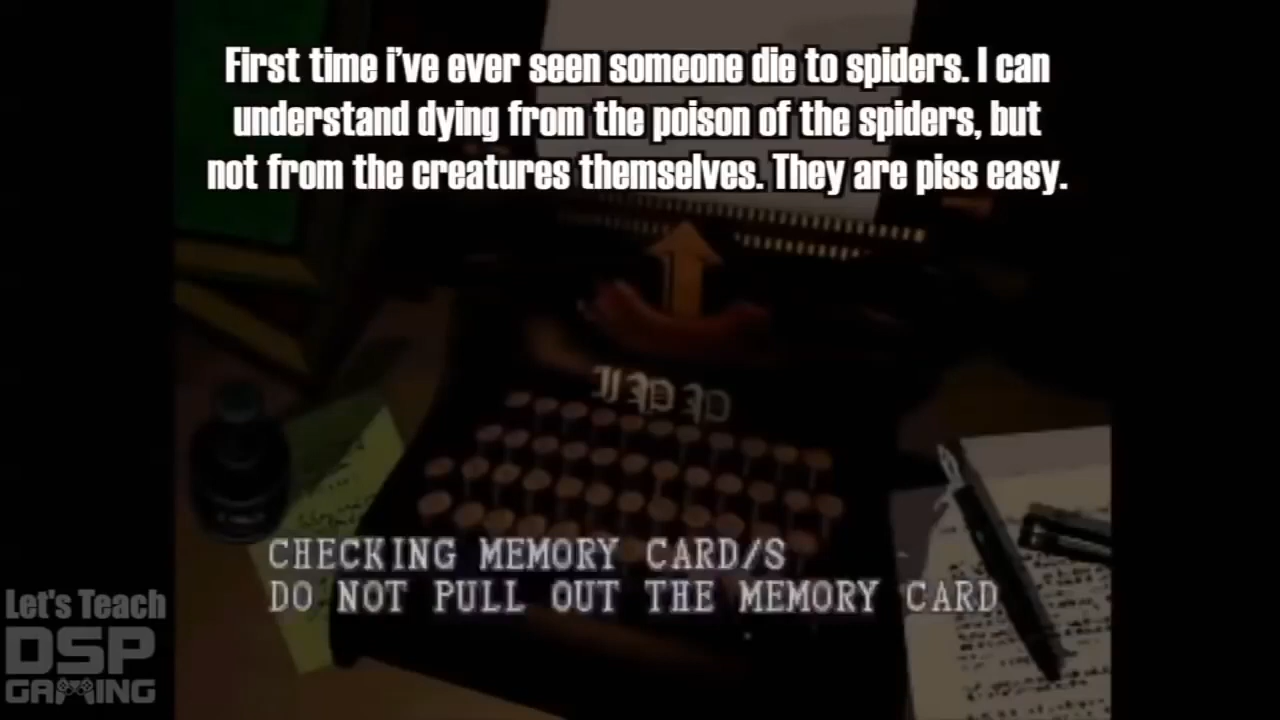 First time i've ever seen someone die to spiders. I can
understand dying from the poison of the spiders, but
not from the creatures themselves. They are piss easy.
CHECKING MEMORY CARD/S
DO NOT PULL OUT THE MEMORY CARD
Let's Teach
DSP
GAMING